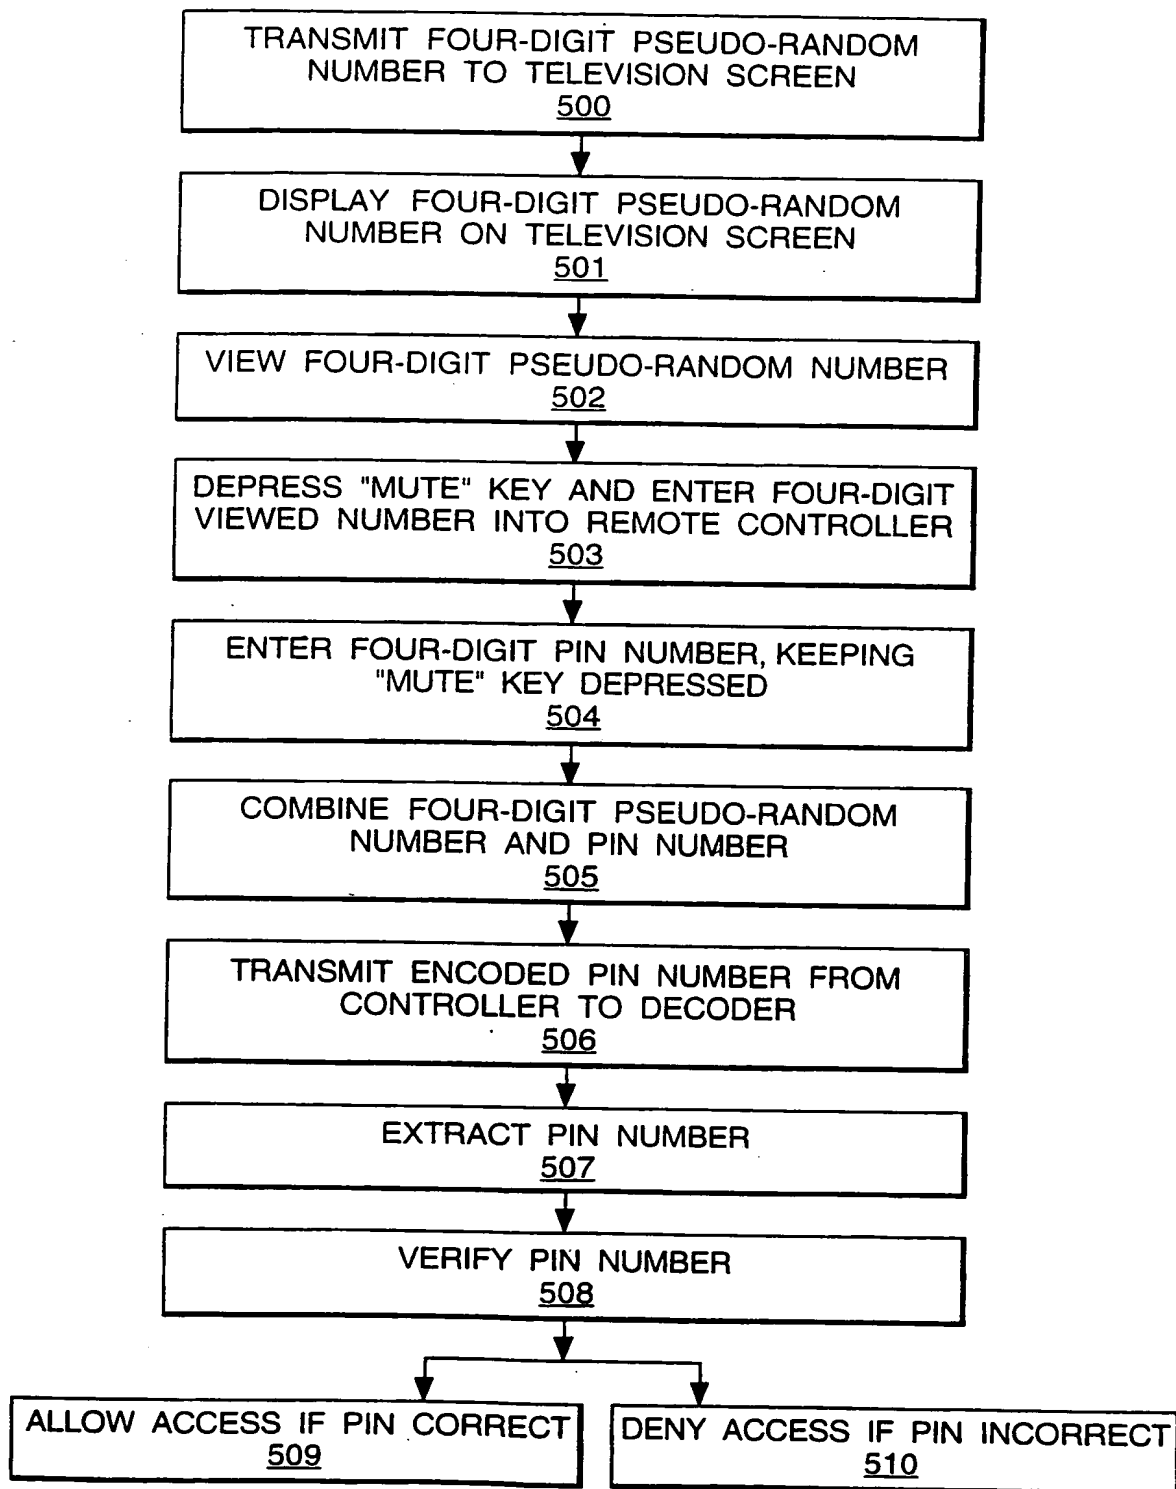 TRANSMIT FOUR-DIGIT PSEUDO-RANDOM
NUMBER TO TELEVISION SCREEN
500
DISPLAY FOUR-DIGIT PSEUDO-RANDOM
NUMBER ON TELEVISION SCREEN
501
VIEW FOUR-DIGIT PSEUDO-RANDOM NUMBER
502
DEPRESS "MUTE" KEY AND ENTER FOUR-DIGIT
VIEWED NUMBER INTO REMOTE CONTROLLER
503
ENTER FOUR-DIGIT PIN NUMBER, KEEPING
"MUTE" KEY DEPRESSED
504
COMBINE FOUR-DIGIT PSEUDO-RANDOM
NUMBER AND PIN NUMBER
505
TRANSMIT ENCODED PIN NUMBER FROM
CONTROLLER TO DECODER
506
EXTRACT PIN NUMBER
507
VERIFY PIN NUMBER
508
ALLOW ACCESS IF PIN CORRECT
509
DENY ACCESS IF PIN INCORRECT
510